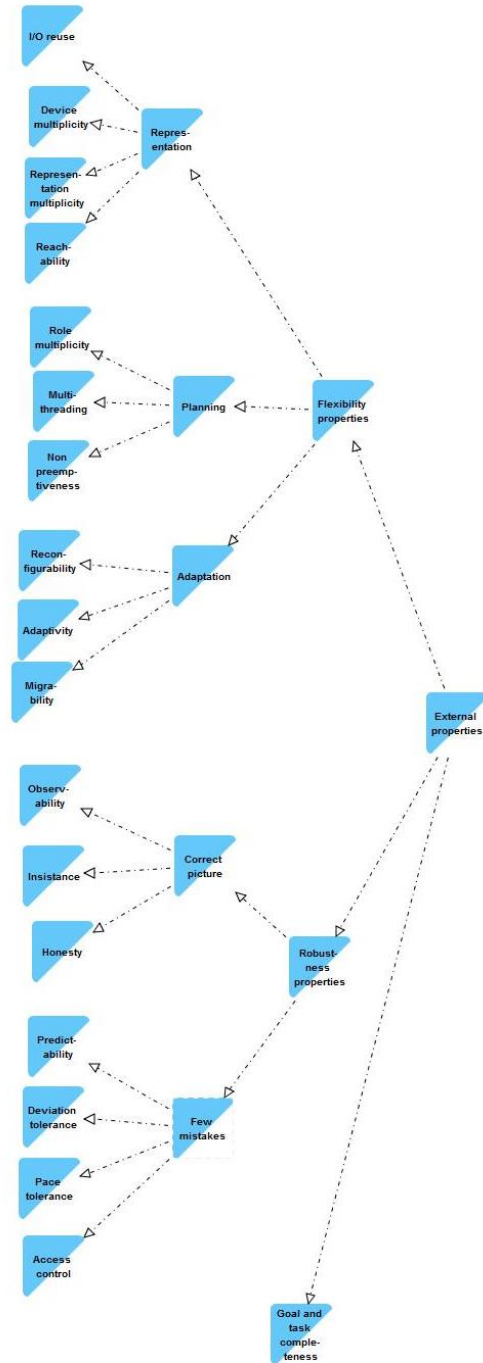 I/O reuse
Device
multiplicity
Repres-
entation
Represen-
tation
multiplicity
Reach-
ability
Role
multiplicity
Multi-
threading
Planning
Flexibility
properties
Non
preemp-
tiveness
Recon-
figurability
Adaptation
Adaptivity
Migra-
bility
External
properties
Observ-
ability
Correct
picture
Insistance
Honesty
Robust-
ness
properties
Predict-
ability
Deviation
tolerance
Few
mistakes
Pace
tolerance
Access
control
Goal and
task
comple-
teness